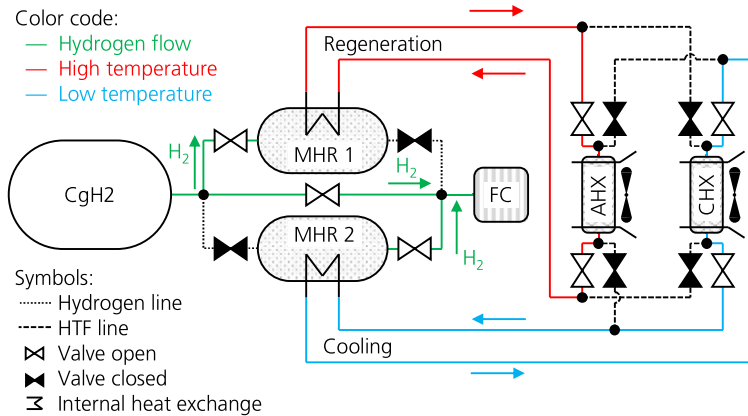 Color code:
Hydrogen flow
High temperature
Low temperature
Regeneration
H2
MHR 1
H2
CgH2
FC
AHX
CHX
MHR 2
H2
Symbols:
Hydrogen line
HTF line
Valve open
Valve closed
Internal heat exchange
Cooling